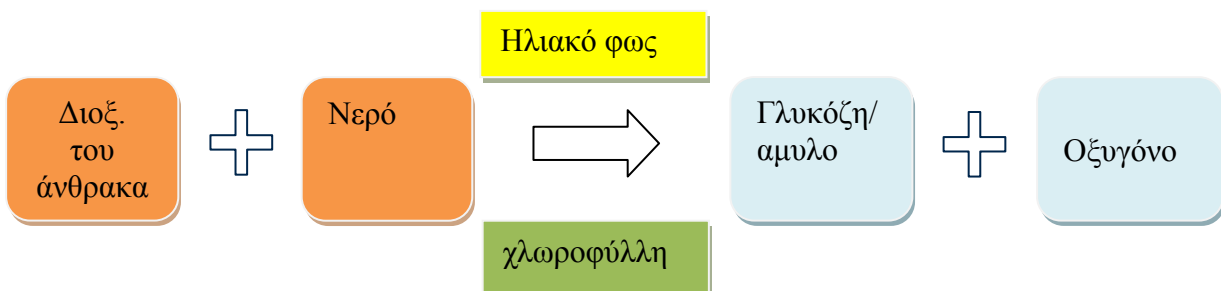 Ηλιακό φως
Διοξ.
του
άνθρακα
Νερό
Γλυκόζη/
αμυλο
Οξυγόνο
χλωροφύλλη